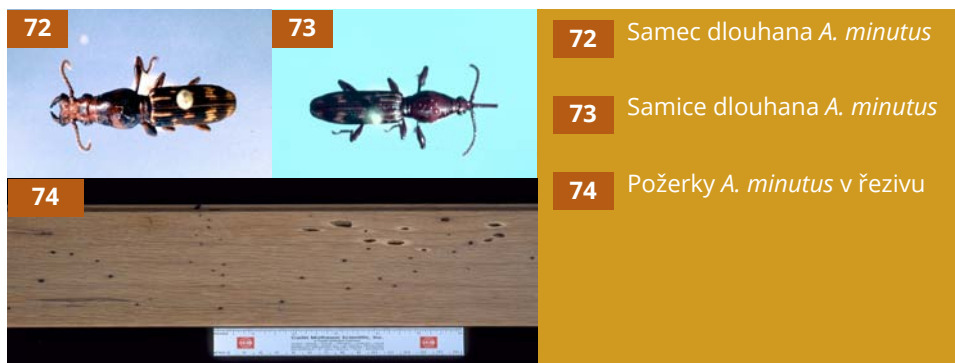 72
73
72 Samec dlouhana A. minutus
73 Samice dlouhana A. minutus
74 Požerky A. minutus v řezivu
74